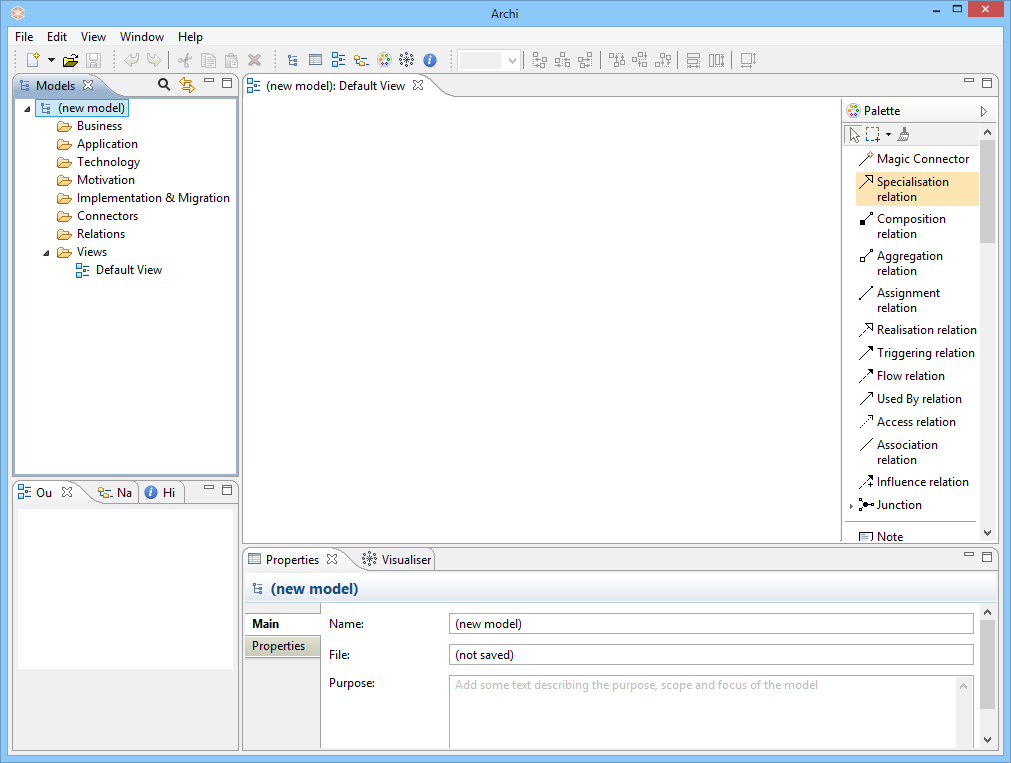 Archi
File Edit View Window Help
Models
(new model)
Business
Application
Technology
Motivation
Implementation & Migration
Connectors
Relations
Views
Default View
(new model): Default View
Palette
Magic Connector
Specialisation
relation
Composition
relation
Aggregation
relation
Assignment
relation
Realisation relation
Triggering relation
Flow relation
Used By relation
Access relation
Association
relation
Influence relation
Junction
Note
Ou Na Hi
Properties Visualiser
(new model)
Main
Properties
Name: (new model)
File: (not saved)
Purpose: Add some text describing the purpose, scope and focus of the model